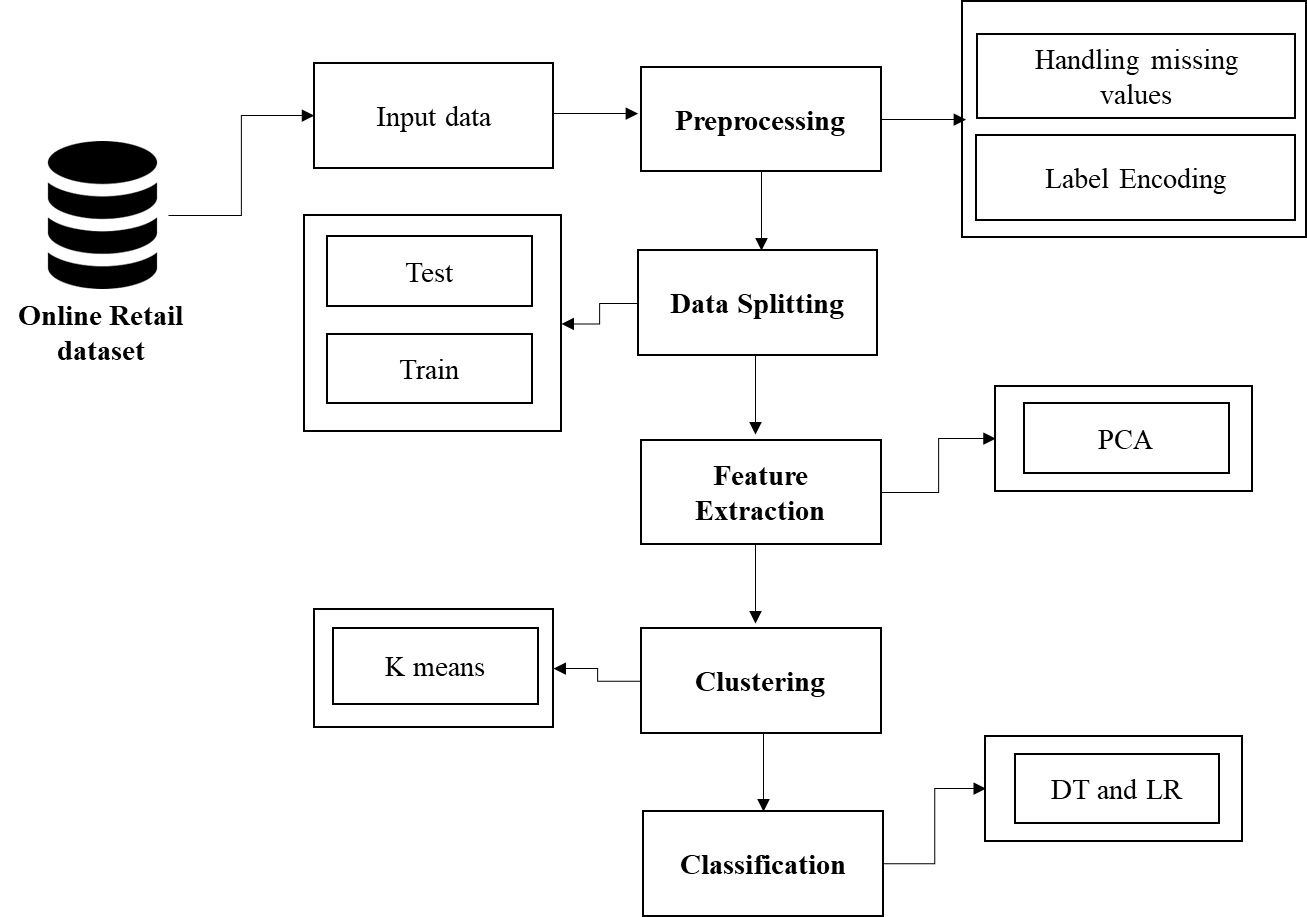 Input data
Preprocessing
Handling missing
values
Label Encoding
Online Retail
dataset
Test
Train
Data Splitting
Feature
Extraction
PCA
K means
Clustering
DT and LR
Classification